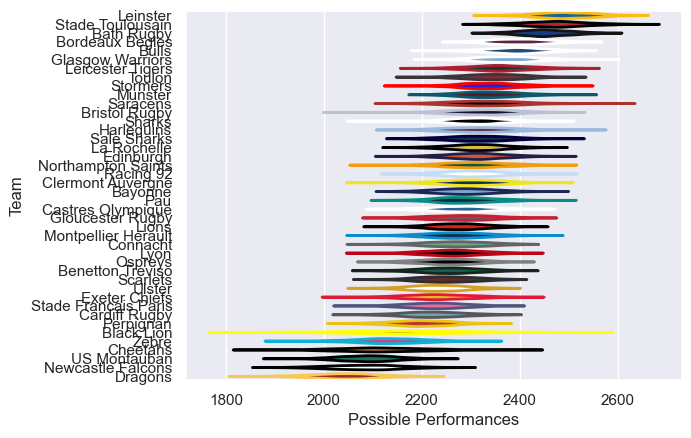 Leinster
Stade Toulousain
Bath Rugby
Bordeaux Begles
Bulls
Glasgow Warriors
Leicester Tigers
Toulon
Stormers
Munster
Saracens
Bristol Rugby
Sharks
Harlequins
Sale Sharks
La Rochelle
Edinburgh
Northampton Saints
Racing 92
Clermont Auvergne
Bayonne
Pau
Castres Olympique
Gloucester Rugby
Lions
Montpellier Herault
Connacht
Lyon
Ospreys
Benetton Treviso
Scarlets
Ulster
Exeter Chiefs
Stade Francais Paris
Cardiff Rugby
Perpignan
Black Lion
Zebre
Cheetahs
US Montauban
Newcastle Falcons
Dragons
Team
1800 2000 2200 2400 2600
Possible Performances